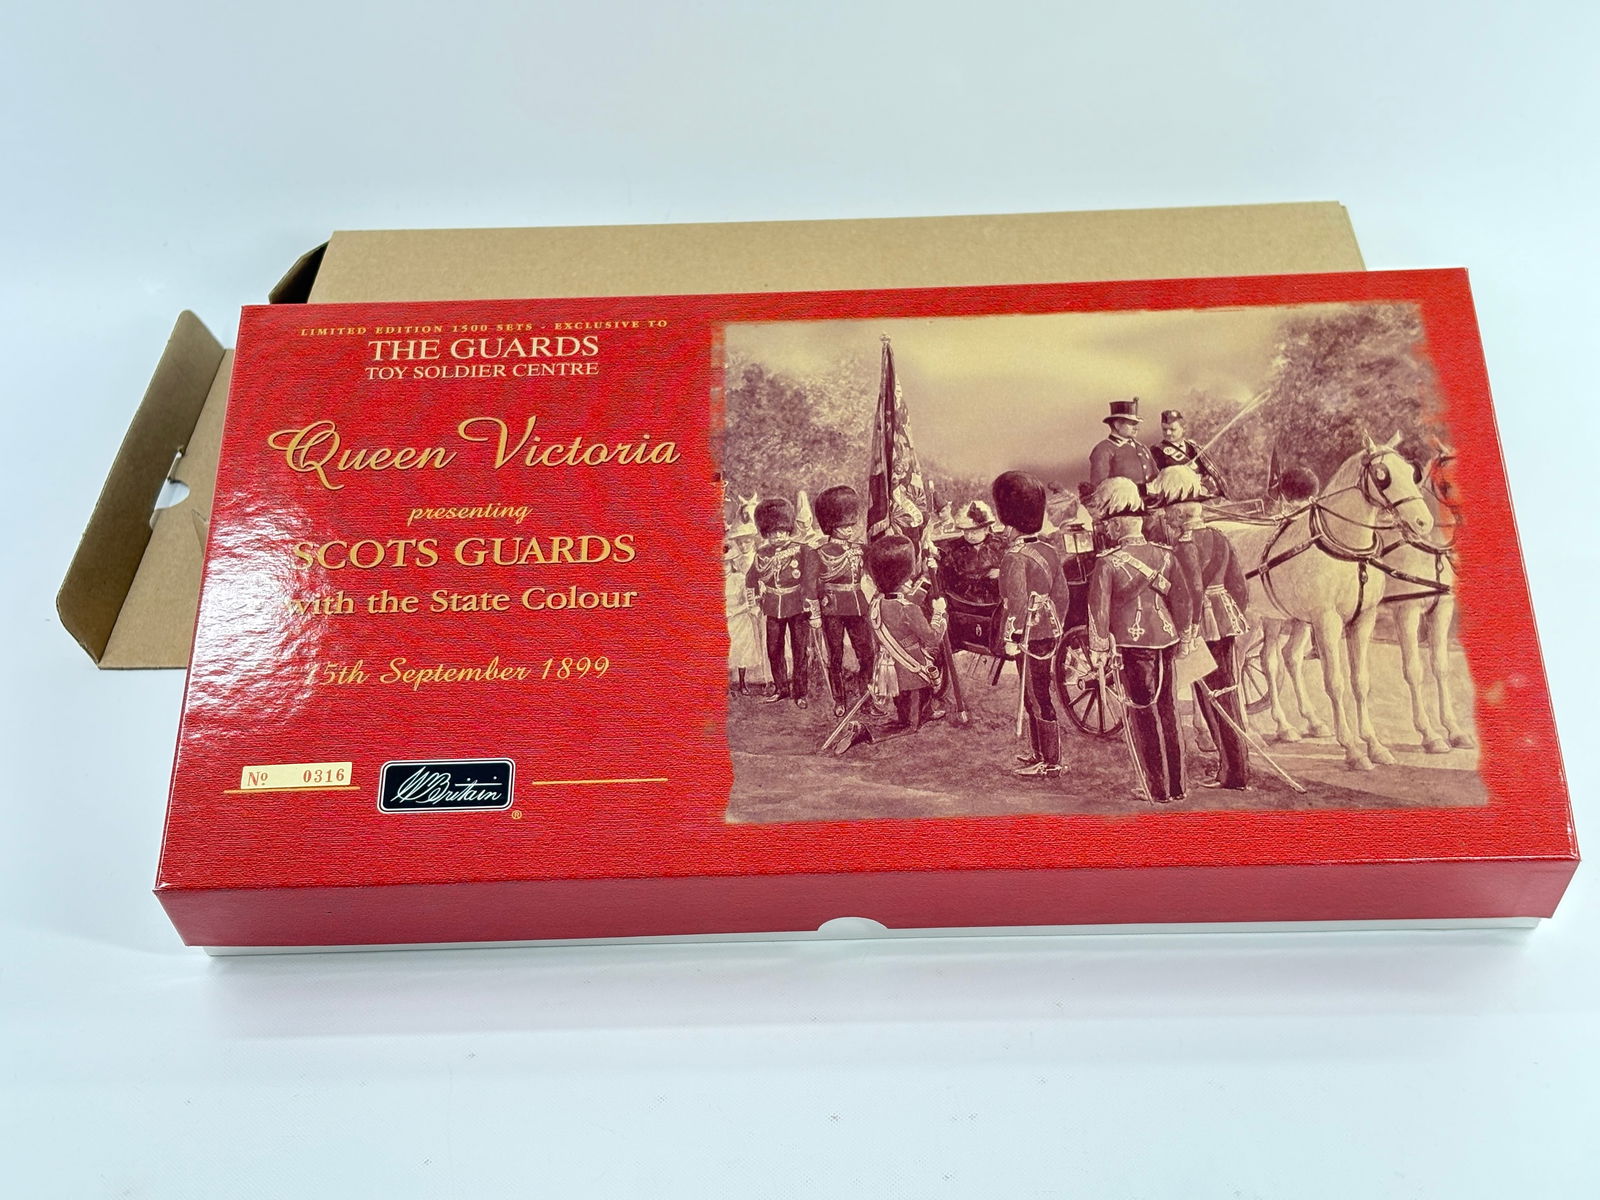 LIMITED EDITION 1500 SETS - EXCLUSIVE TO
THE GUARDS
TOY SOLDIER CENTRE
Queen Victoria
presenting
SCOTS GUARDS
with the State Colour
15th September 1899
Nº 0316
W Britain
®